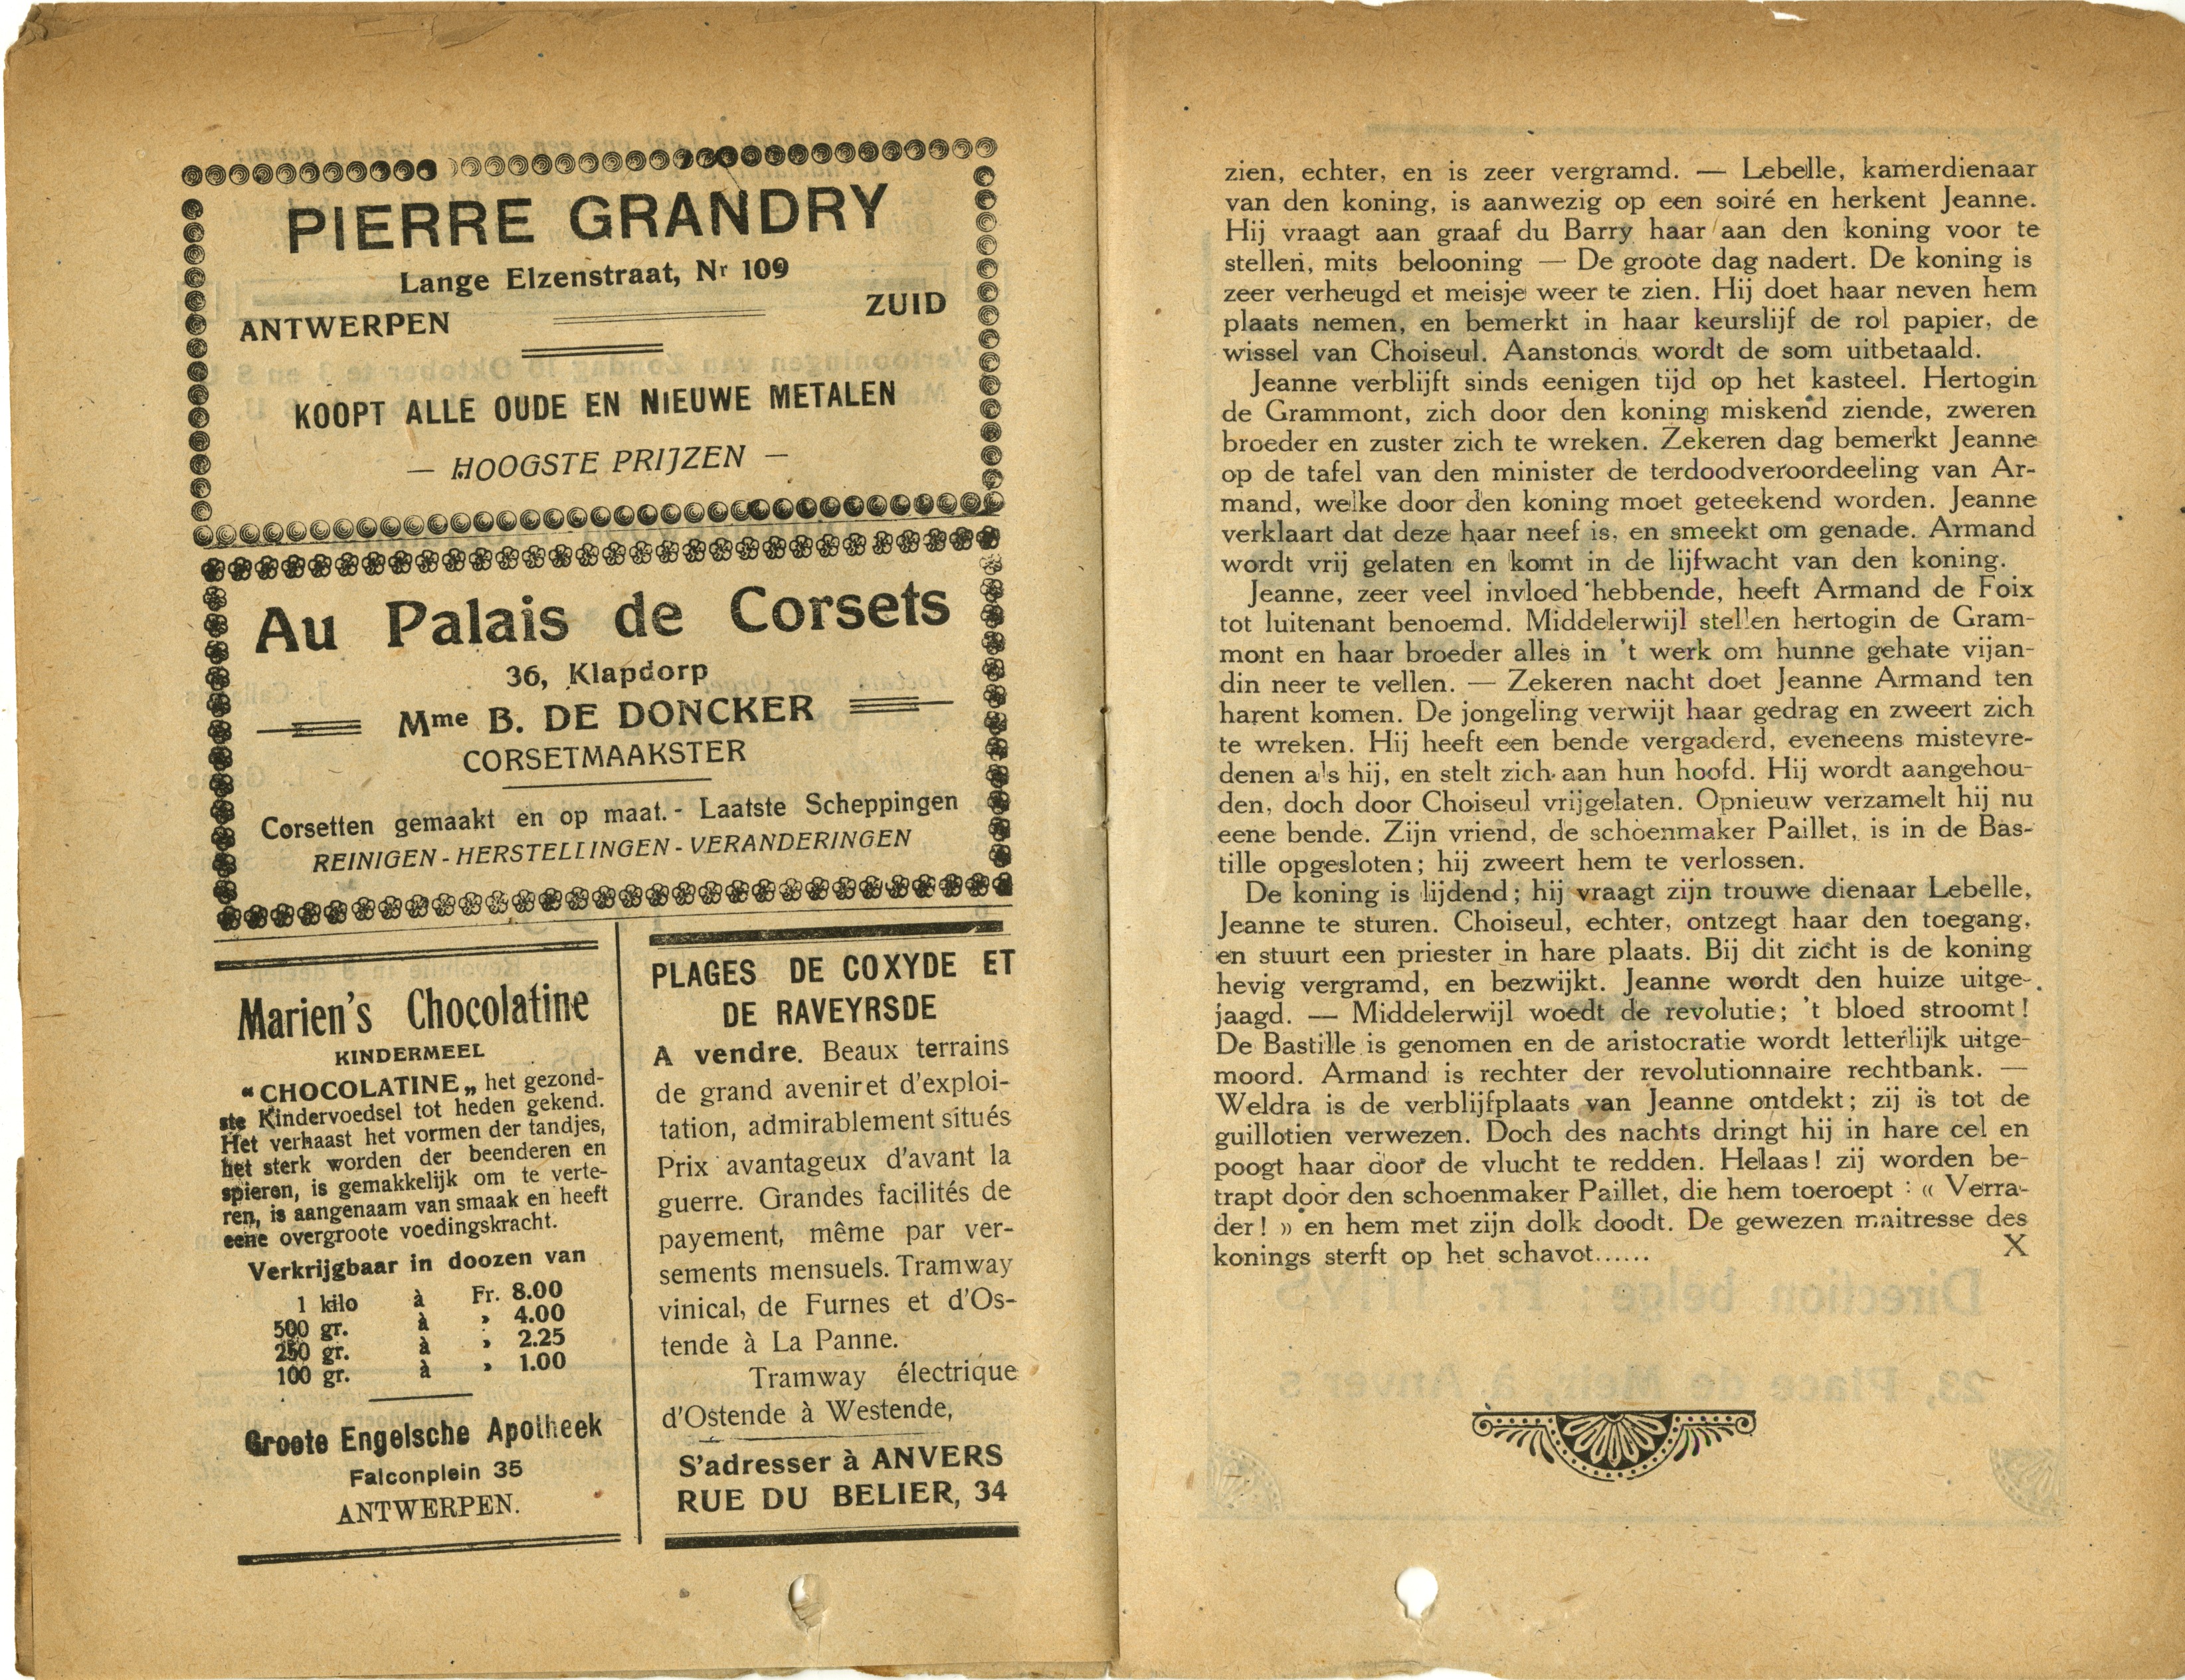 PIERRE GRANDRY
Lange Elzenstraat, Nr 109
ANTWERPEN ZUID
KOOPT ALLE OUDE EN NIEUWE METALEN
— HOOGSTE PRIJZEN —
Au Palais de Corsets
36, Klapdorp
Mme B. DE DONCKER
CORSETMAAKSTER
Corsetten gemaakt en op maat. - Laatste Scheppingen
REINIGEN - HERSTELLINGEN - VERANDERINGEN
Marien's Chocolatine
KINDERMEEL
“CHOCOLATINE„ het gezond-
ste Kindervoedsel tot heden gekend.
Het verhaast het vormen der tandjes,
het sterk worden der beenderen en
spieren, is gemakkelijk om te verte-
ren, is aangenaam van smaak en heeft
eene overgroote voedingskracht.
Verkrijgbaar in doozen van
1 kilo à Fr. 8.00
500 gr. à » 4.00
250 gr. à » 2.25
100 gr. à » 1.00
Groote Engelsche Apotheek
Falconplein 35
ANTWERPEN.
PLAGES DE COXYDE ET
DE RAVEYRSDE
A vendre. Beaux terrains
de grand avenir et d'exploi-
tation, admirablement situés
Prix avantageux d'avant la
guerre. Grandes facilités de
payement, même par ver-
sements mensuels. Tramway
vinical, de Furnes et d'Os-
tende à La Panne.
Tramway électrique
d'Ostende à Westende,
S'adresser à ANVERS
RUE DU BELIER, 34
zien, echter, en is zeer vergramd. — Lebelle, kamerdienaar
van den koning, is aanwezig op een soiré en herkent Jeanne.
Hij vraagt aan graaf du Barry haar aan den koning voor te
stellen, mits belooning — De groote dag nadert. De koning is
zeer verheugd et meisje weer te zien. Hij doet haar neven hem
plaats nemen, en bemerkt in haar keurslijf de rol papier, de
wissel van Choiseul. Aanstonds wordt de som uitbetaald.
Jeanne verblijft sinds eenigen tijd op het kasteel. Hertogin
de Grammont, zich door den koning miskend ziende, zweren
broeder en zuster zich te wreken. Zekeren dag bemerkt Jeanne
op de tafel van den minister de terdoodveroordeeling van Ar-
mand, welke door den koning moet geteekend worden. Jeanne
verklaart dat deze haar neef is, en smeekt om genade. Armand
wordt vrij gelaten en komt in de lijfwacht van den koning.
Jeanne, zeer veel invloed hebbende, heeft Armand de Foix
tot luitenant benoemd. Middelerwijl stellen hertogin de Gram-
mont en haar broeder alles in 't werk om hunne gehate vijan-
din neer te vellen. — Zekeren nacht doet Jeanne Armand ten
harent komen. De jongeling verwijt haar gedrag en zweert zich
te wreken. Hij heeft een bende vergaderd, eveneens mistevre-
denen als hij, en stelt zich aan hun hoofd. Hij wordt aangehou-
den, doch door Choiseul vrijgelaten. Opnieuw verzamelt hij nu
eene bende. Zijn vriend, de schoenmaker Paillet, is in de Bas-
tille opgesloten; hij zweert hem te verlossen.
De koning is lijdend; hij vraagt zijn trouwe dienaar Lebelle,
Jeanne te sturen. Choiseul, echter, ontzegt haar den toegang,
en stuurt een priester in hare plaats. Bij dit zicht is de koning
hevig vergramd, en bezwijkt. Jeanne wordt den huize uitge-
jaagd. — Middelerwijl woedt de revolutie; 't bloed stroomt!
De Bastille is genomen en de aristocratie wordt letterlijk uitge-
moord. Armand is rechter der revolutionnaire rechtbank. —
Weldra is de verblijfplaats van Jeanne ontdekt; zij is tot de
guillotien verwezen. Doch des nachts dringt hij in hare cel en
poogt haar door de vlucht te redden. Helaas! zij worden be-
trapt door den schoenmaker Paillet, die hem toeroept : « Verra-
der! » en hem met zijn dolk doodt. De gewezen maitresse des
konings sterft op het schavot...... X